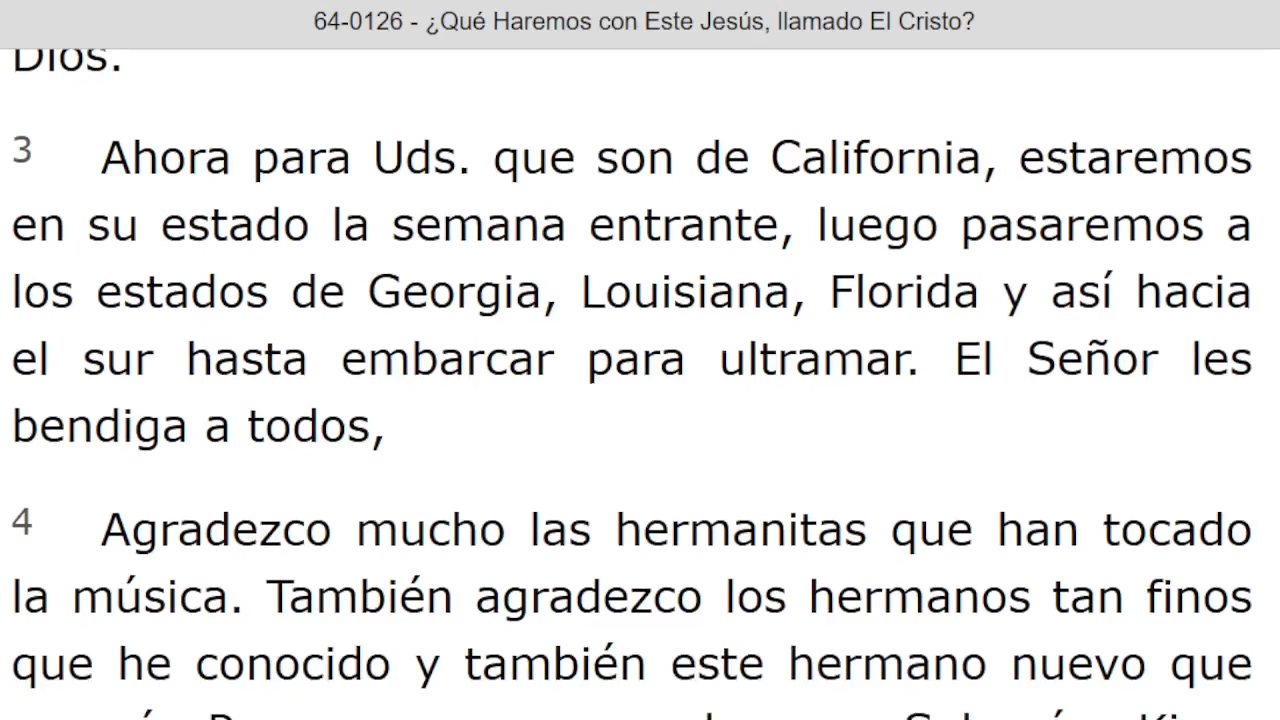 64-0126 - ¿Qué Haremos con Este Jesús, llamado El Cristo?
Dios.
3 Ahora para Uds. que son de California, estaremos
en su estado la semana entrante, luego pasaremos a
los estados de Georgia, Louisiana, Florida y así hacia
el sur hasta embarcar para ultramar. El Señor les
bendiga a todos,
4 Agradezco mucho las hermanitas que han tocado
la música. También agradezco los hermanos tan finos
que he conocido y también este hermano nuevo que